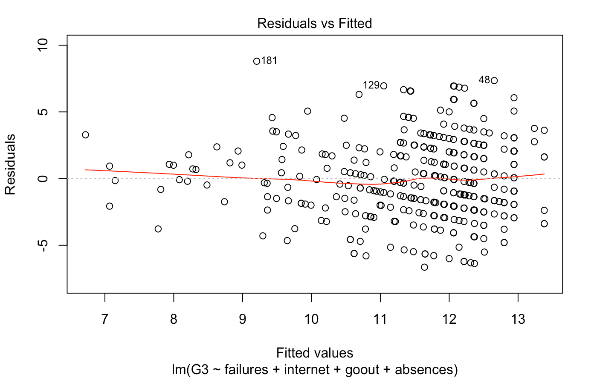 Residuals vs Fitted
Residuals
10
5
0
-5
181
129
48
7 8 9 10 11 12 13
Fitted values
lm(G3 ~ failures + internet + goout + absences)